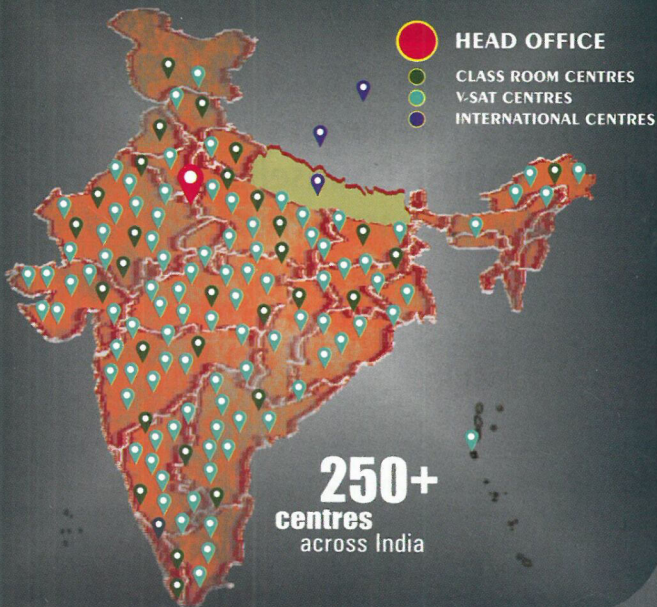 HEAD OFFICE
CLASS ROOM CENTRES
V-SAT CENTRES
INTERNATIONAL CENTRES
250+
centres
across India